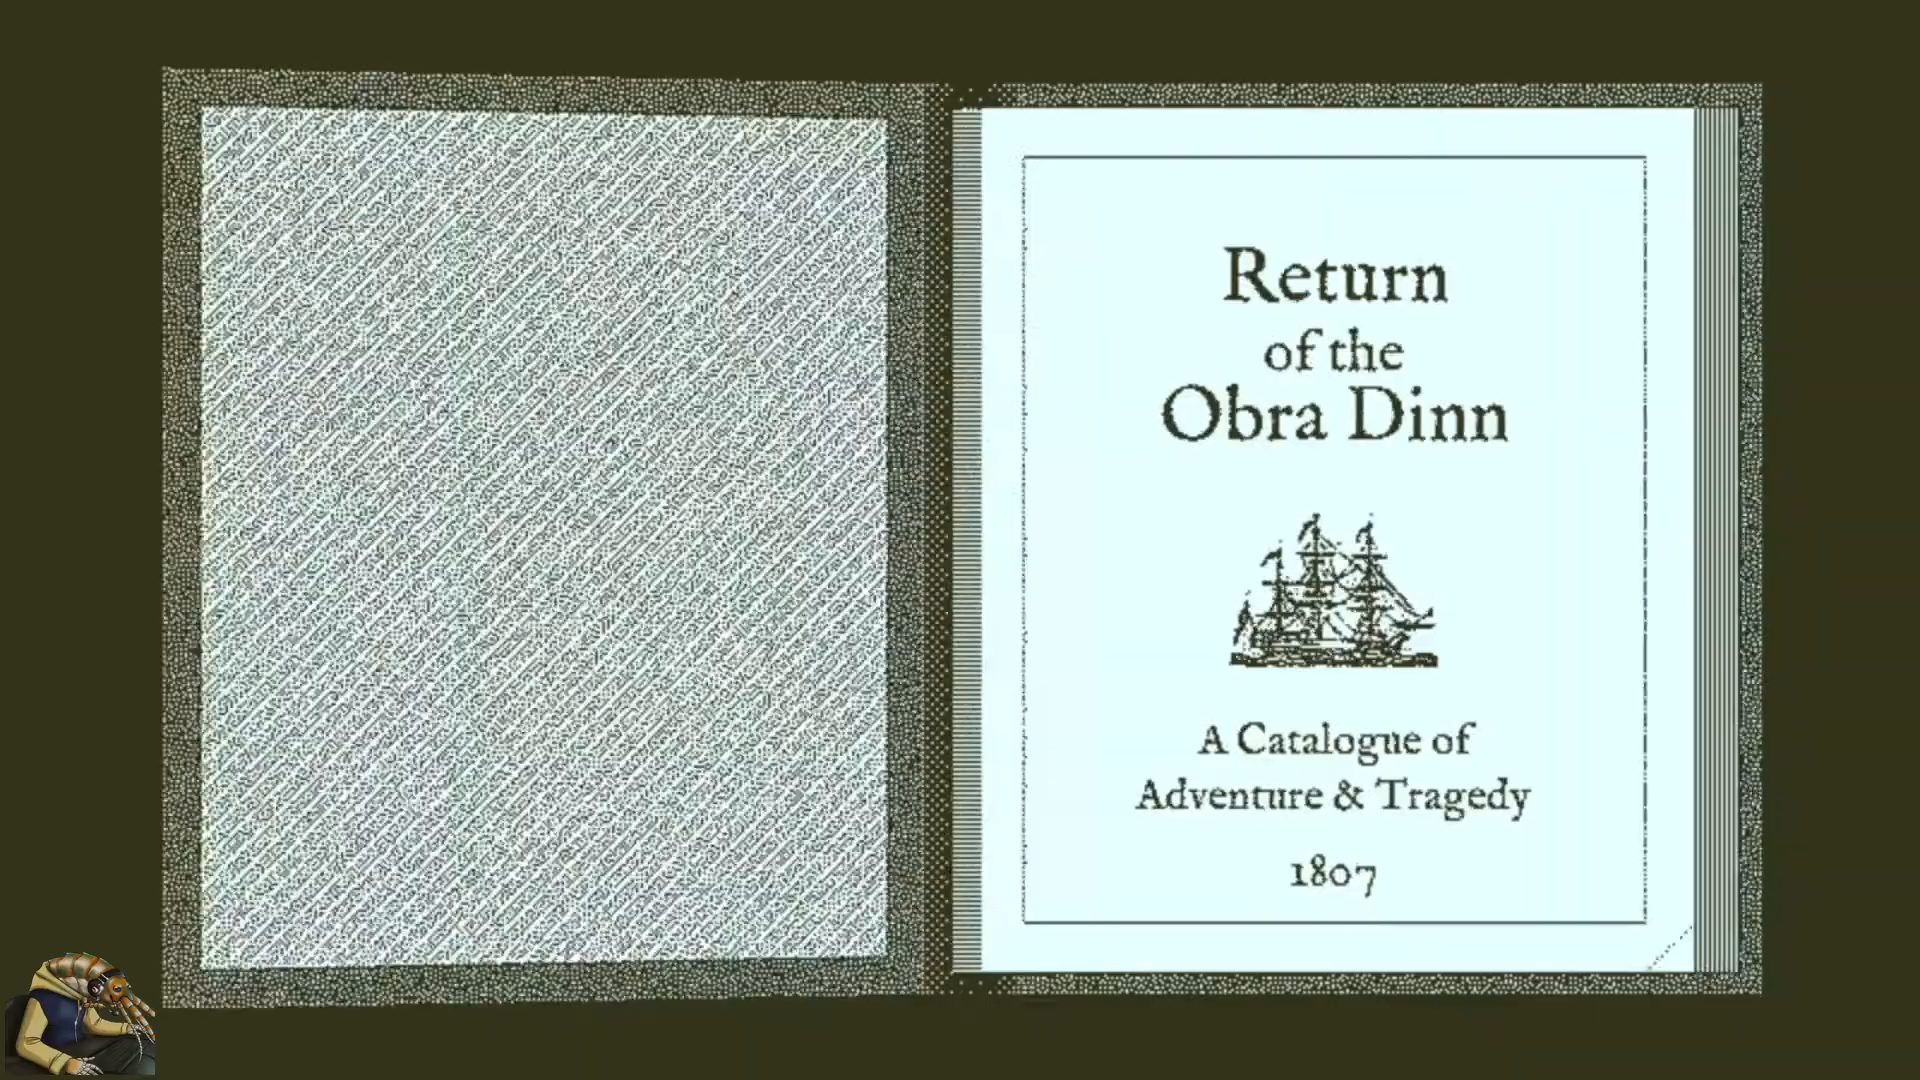 Return
of the
Obra Dinn
A Catalogue of
Adventure & Tragedy
1807